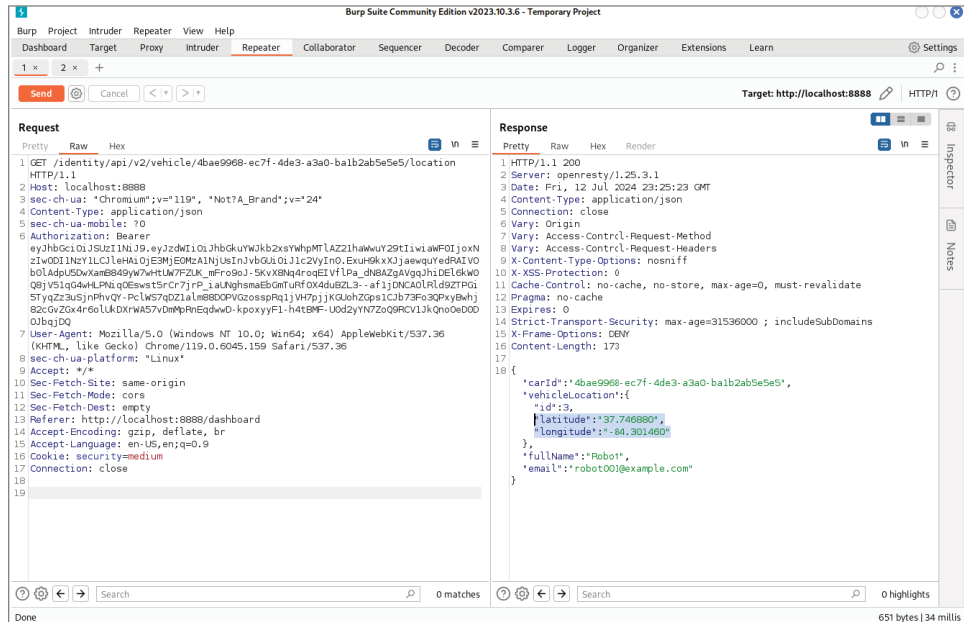 Burp Suite Community Edition v2023.10.3.6 - Temporary Project
Burp Project Intruder Repeater View Help
Dashboard Target Proxy Intruder Repeater Collaborator Sequencer Decoder Comparer Logger Organizer Extensions Learn Settings
1 × 2 × +
Send Cancel < > Target: http://localhost:8888 HTTP/1
Request
Pretty Raw Hex \n
1 GET /identity/api/v2/vehicle/4bae9968-ec7f-4de3-a3a0-ba1b2ab5e5e5/location
HTTP/1.1
2 Host: localhost:8888
3 sec-ch-ua: "Chromium";v="119", "Not?A_Brand";v="24"
4 Content-Type: application/json
5 sec-ch-ua-mobile: ?0
6 Authorization: Bearer
7 User-Agent: Mozilla/5.0 (Windows NT 10.0; Win64; x64) AppleWebKit/537.36
(KHTML, like Gecko) Chrome/119.0.6045.159 Safari/537.36
8 sec-ch-ua-platform: "Linux"
9 Accept: */*
10 Sec-Fetch-Site: same-origin
11 Sec-Fetch-Mode: cors
12 Sec-Fetch-Dest: empty
13 Referer: http://localhost:8888/dashboard
14 Accept-Encoding: gzip, deflate, br
15 Accept-Language: en-US,en;q=0.9
16 Cookie: security=medium
17 Connection: close
18
19
Search 0 matches
Response
Pretty Raw Hex Render \n
1 HTTP/1.1 200
2 Server: openresty/1.25.3.1
3 Date: Fri, 12 Jul 2024 23:25:23 GMT
4 Content-Type: application/json
5 Connection: close
6 Vary: Origin
7 Vary: Access-Control-Request-Method
8 Vary: Access-Control-Request-Headers
9 X-Content-Type-Options: nosniff
10 X-XSS-Protection: 0
11 Cache-Control: no-cache, no-store, max-age=0, must-revalidate
12 Pragma: no-cache
13 Expires: 0
14 Strict-Transport-Security: max-age=31536000 ; includeSubDomains
15 X-Frame-Options: DENY
16 Content-Length: 173
17
18 {
"carId":"4bae9968-ec7f-4de3-a3a0-ba1b2ab5e5e5",
"vehicleLocation":{
"id":3,
"latitude":"37.746880",
"longitude":"-84.301460"
},
"fullName":"Robot",
"email":"robot001@example.com"
}
Search 0 highlights
Inspector
Notes
Done
651 bytes | 34 millis